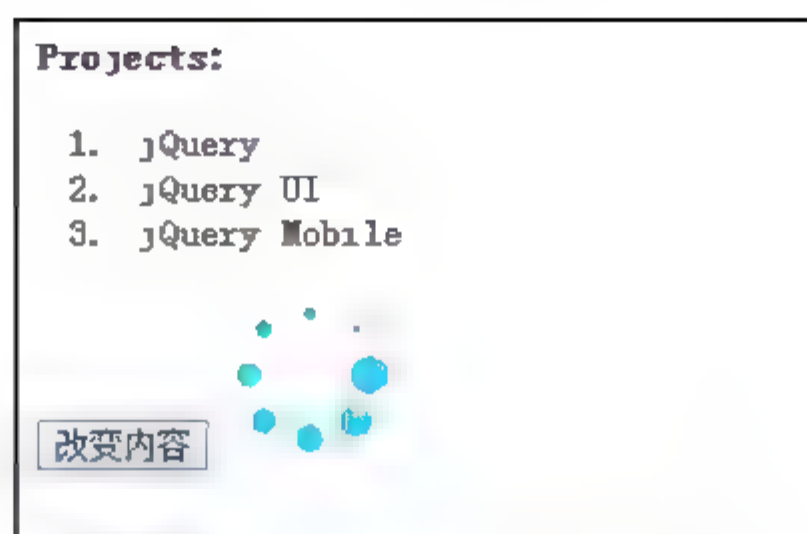 Projects:
1. jQuery
2. jQuery UI
3. jQuery Mobile
改变内容